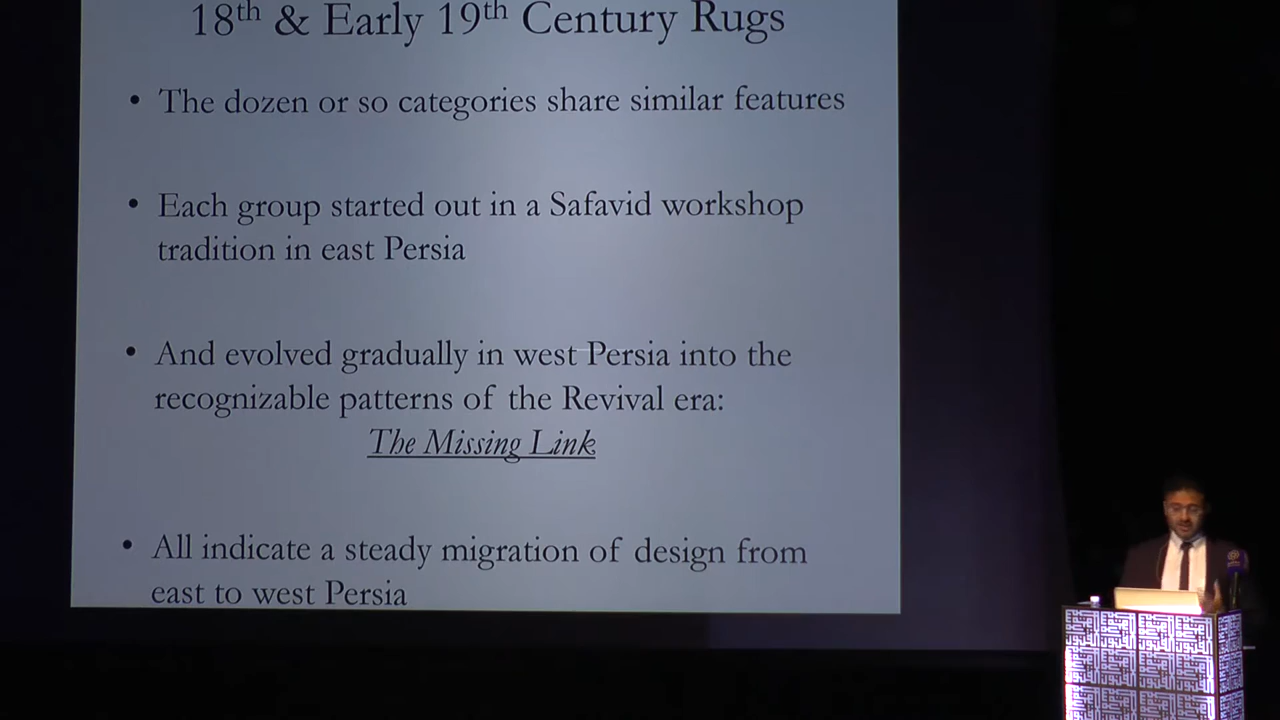 18th & Early 19th Century Rugs
• The dozen or so categories share similar features
• Each group started out in a Safavid workshop
tradition in east Persia
• And evolved gradually in west Persia into the
recognizable patterns of the Revival era:
The Missing Link
• All indicate a steady migration of design from
east to west Persia